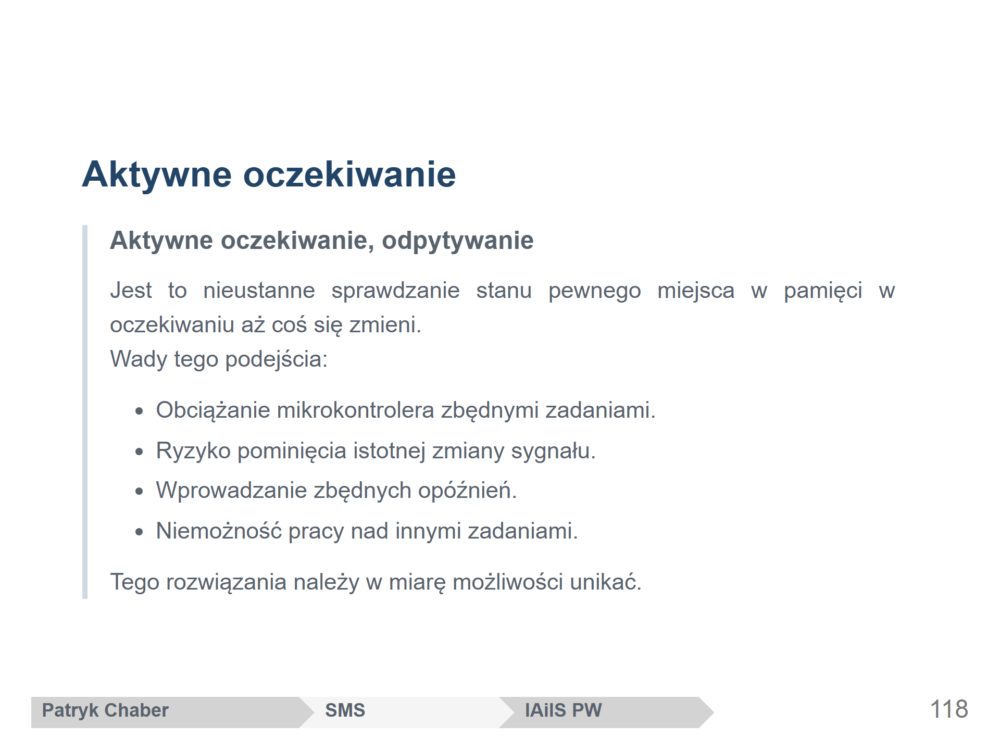 Aktywne oczekiwanie
Aktywne oczekiwanie, odpytywanie
Jest to nieustanne sprawdzanie stanu pewnego miejsca w pamięci w
oczekiwaniu aż coś się zmieni.
Wady tego podejścia:
• Obciążanie mikrokontrolera zbędnymi zadaniami.
• Ryzyko pominięcia istotnej zmiany sygnału.
• Wprowadzanie zbędnych opóźnień.
• Niemożność pracy nad innymi zadaniami.
Tego rozwiązania należy w miarę możliwości unikać.
Patryk Chaber SMS IAiIS PW 118